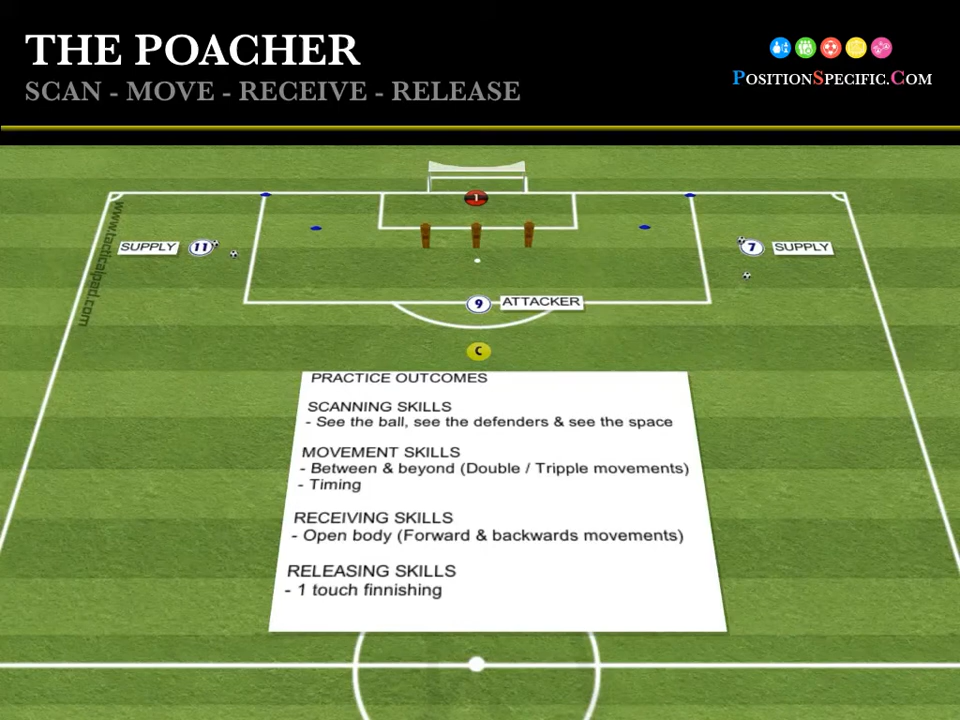 THE POACHER
SCAN - MOVE - RECEIVE - RELEASE
PositionSpecific.Com
www.tacticalpad.com
1
SUPPLY 11
7 SUPPLY
9 ATTACKER
C
PRACTICE OUTCOMES
SCANNING SKILLS
- See the ball, see the defenders & see the space
MOVEMENT SKILLS
- Between & beyond (Double / Tripple movements)
- Timing
RECEIVING SKILLS
- Open body (Forward & backwards movements)
RELEASING SKILLS
- 1 touch finnishing